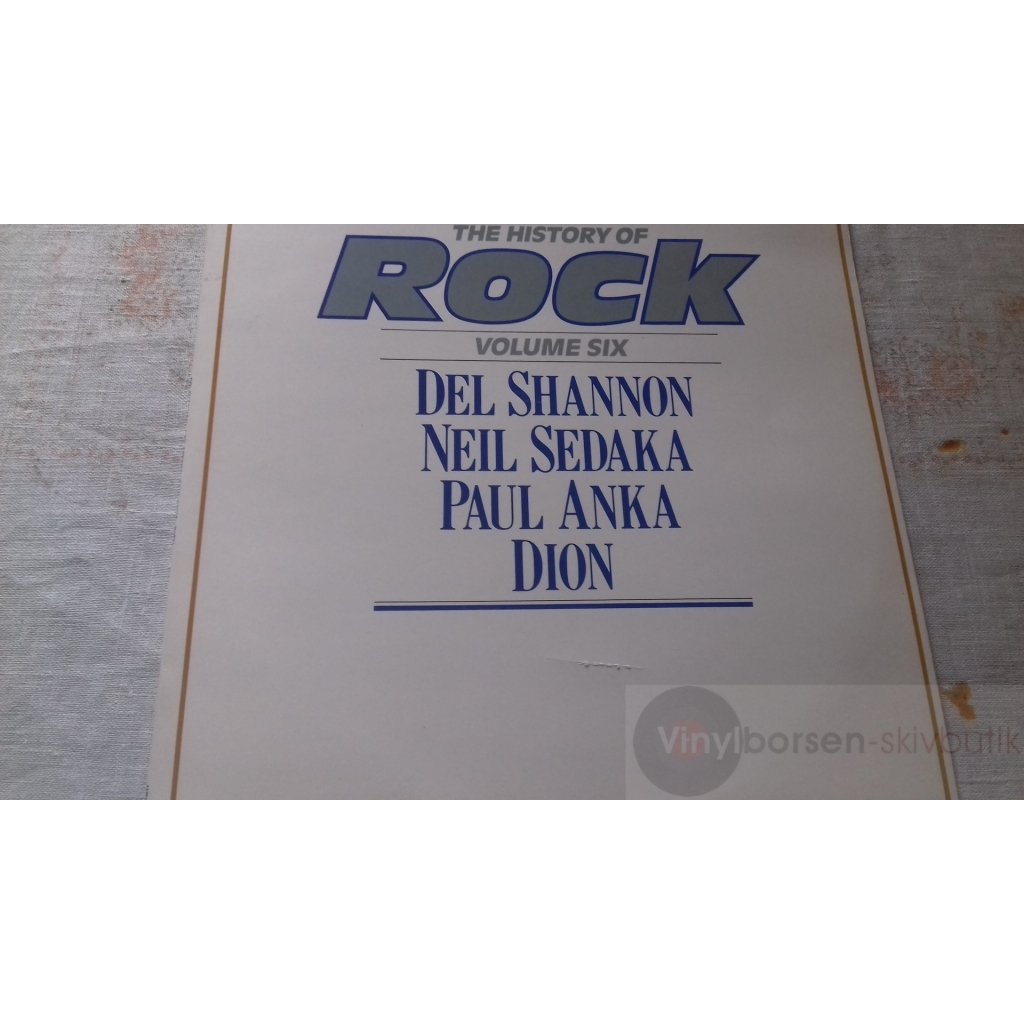 THE HISTORY OF
ROCK
VOLUME SIX
DEL SHANNON
NEIL SEDAKA
PAUL ANKA
DION
Vinylborsen-skivbutik